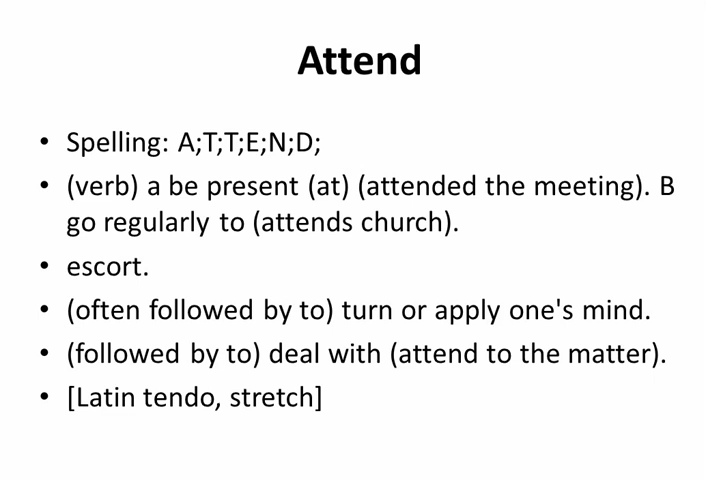 Attend
• Spelling: A;T;T;E;N;D;
• (verb) a be present (at) (attended the meeting). B
go regularly to (attends church).
• escort.
• (often followed by to) turn or apply one's mind.
• (followed by to) deal with (attend to the matter).
• [Latin tendo, stretch]